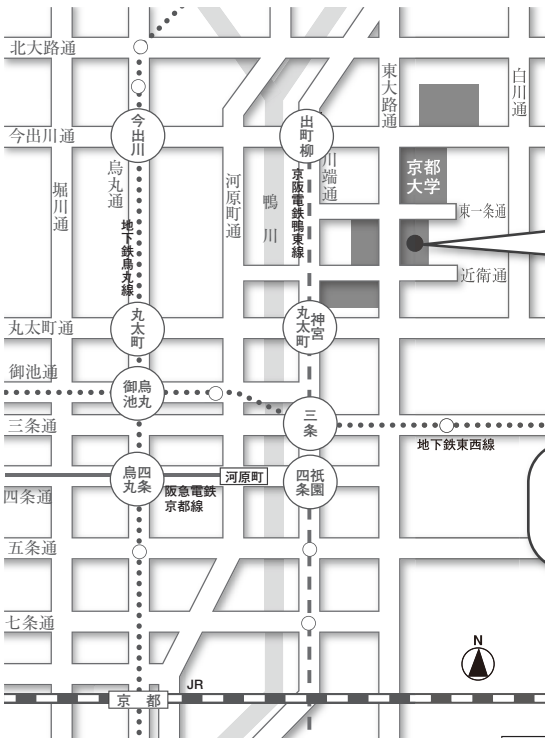 北大路通
東大路通
白川通
今出川通
今出川
出町柳
堀川通
烏丸通
河原町通
鴨川
川端通
京阪電鉄鴨東線
地下鉄烏丸線
京都
大学
東一条通
近衛通
丸太町通
丸太町
神宮
丸太町
御池通
烏丸
御池
三条通
三条
地下鉄東西線
四条通
四条
烏丸
阪急電鉄
京都線
河原町
祇園
四条
五条通
七条通
N
JR
京都